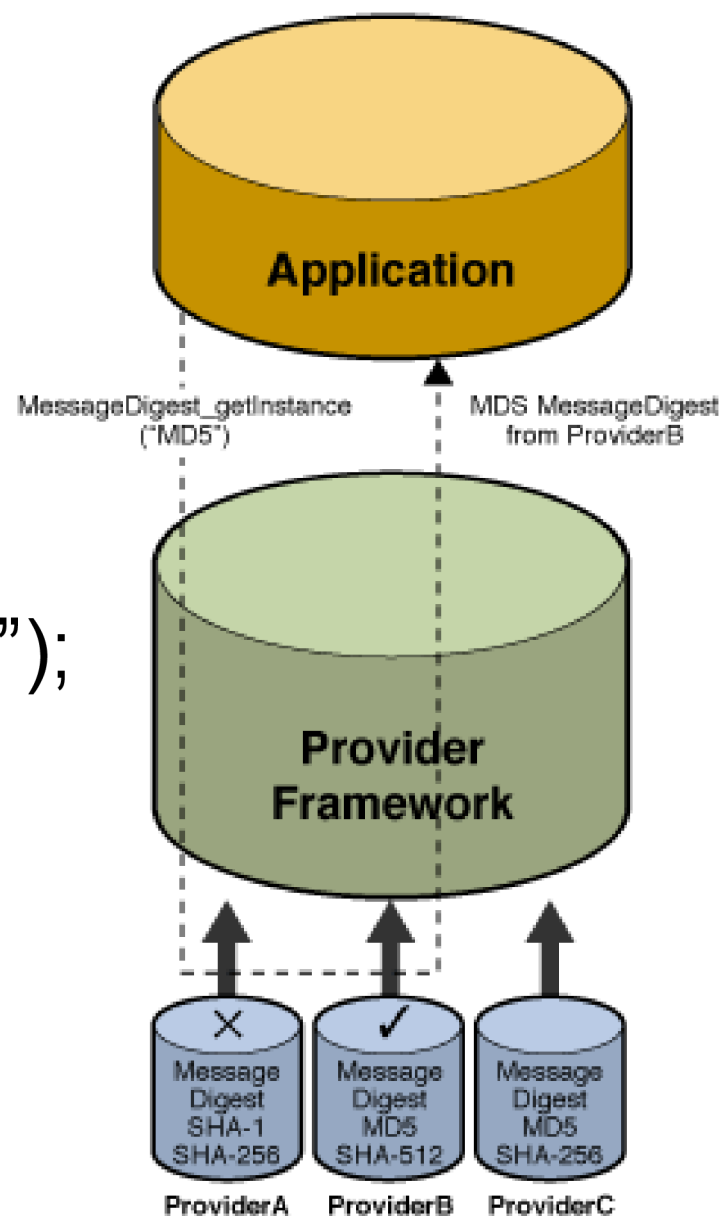 Application
MessageDigest_getInstance
("MD5")
MDS MessageDigest
from ProviderB
”);
Provider
Framework
×
Message
Digest
SHA-1
SHA-256
✓
Message
Digest
MD5
SHA-512
Message
Digest
MD5
SHA-256
ProviderA
ProviderB
ProviderC